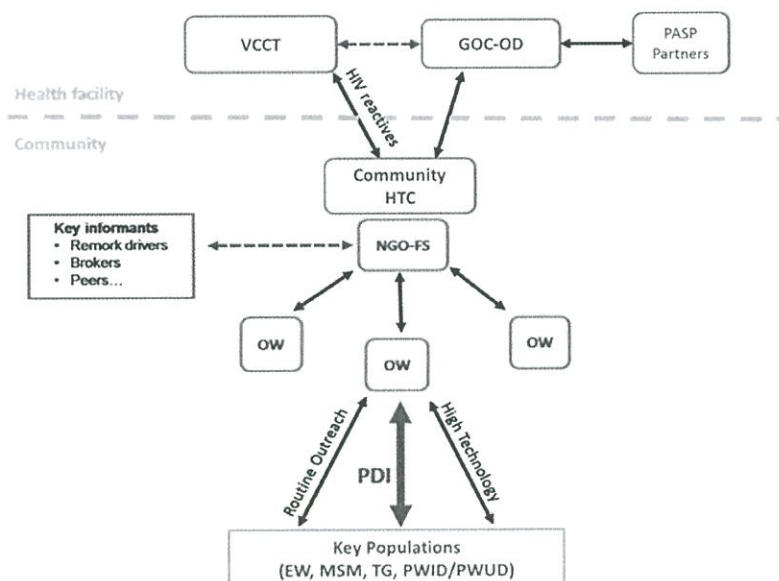 VCCT
GOC-OD
PASP
Partners
HIV reactives
Health facility
Community
Community
HTC
Key informants
• Remork drivers
• Brokers
• Peers...
NGO-FS
OW
OW
OW
Routine Outreach
PDI
High Technology
Key Populations
(EW, MSM, TG, PWID/PWUD)